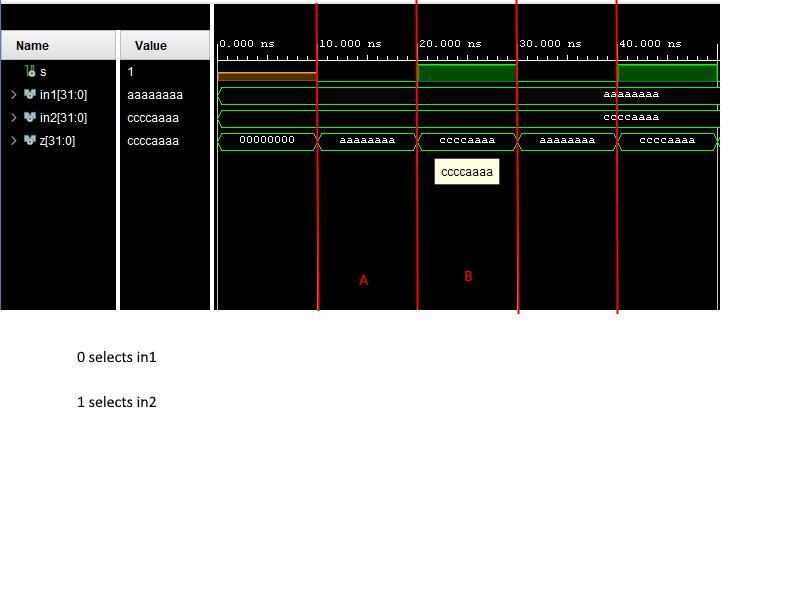 Name Value 0.000 ns 10.000 ns 20.000 ns 30.000 ns 40.000 ns
s 1
in1[31:0] aaaaaaaa aaaaaaaa
in2[31:0] ccccaaaa ccccaaaa
z[31:0] ccccaaaa 00000000 aaaaaaaa ccccaaaa aaaaaaaa ccccaaaa
ccccaaaa
A B
0 selects in1
1 selects in2